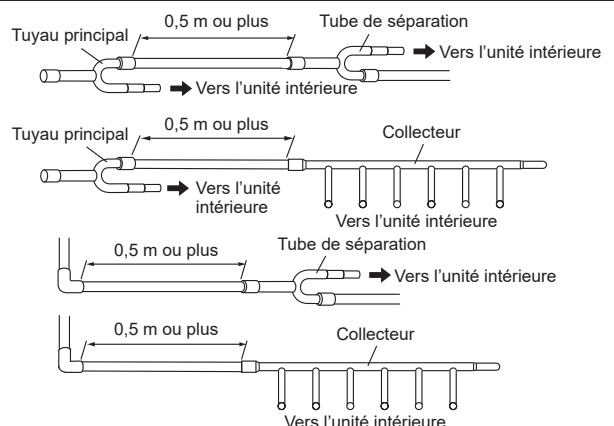 0,5 m ou plus
Tube de séparation
Tuyau principal
Vers l’unité intérieure
Vers l’unité intérieure
0,5 m ou plus
Collecteur
Tuyau principal
Vers l’unité
intérieure
Vers l’unité intérieure
0,5 m ou plus
Tube de séparation
Vers l’unité intérieure
0,5 m ou plus
Collecteur
Vers l’unité intérieure